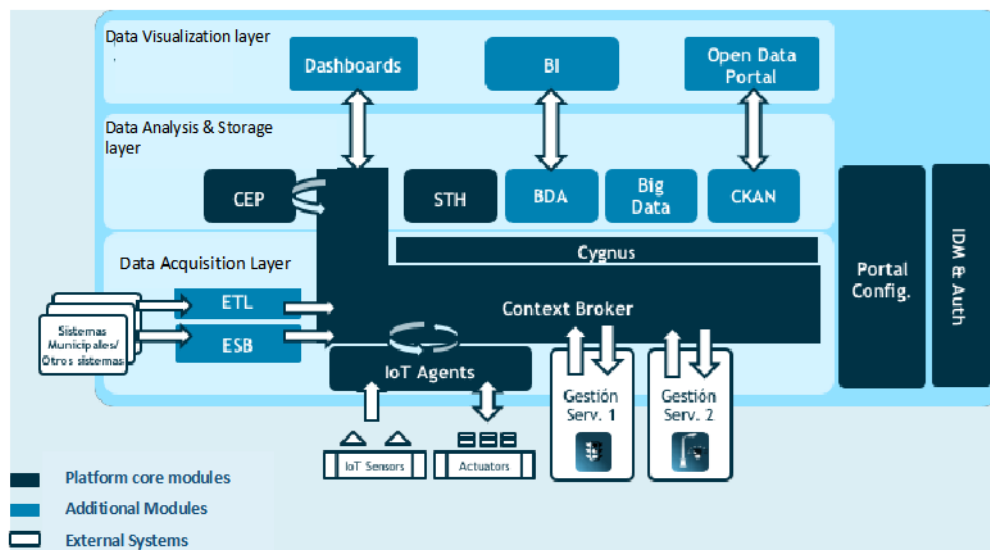 Data Visualization layer
Dashboards
BI
Open Data
Portal
Data Analysis & Storage
layer
CEP
STH
BDA
Big
Data
CKAN
Cygnus
Data Acquisition Layer
Context Broker
ETL
ESB
Sistemas
Municipales/
Otros sistemas
IoT Agents
Gestión
Serv. 1
Gestión
Serv. 2
IoT Sensors
Actuators
Portal
Config.
IDM & Auth
Platform core modules
Additional Modules
External Systems